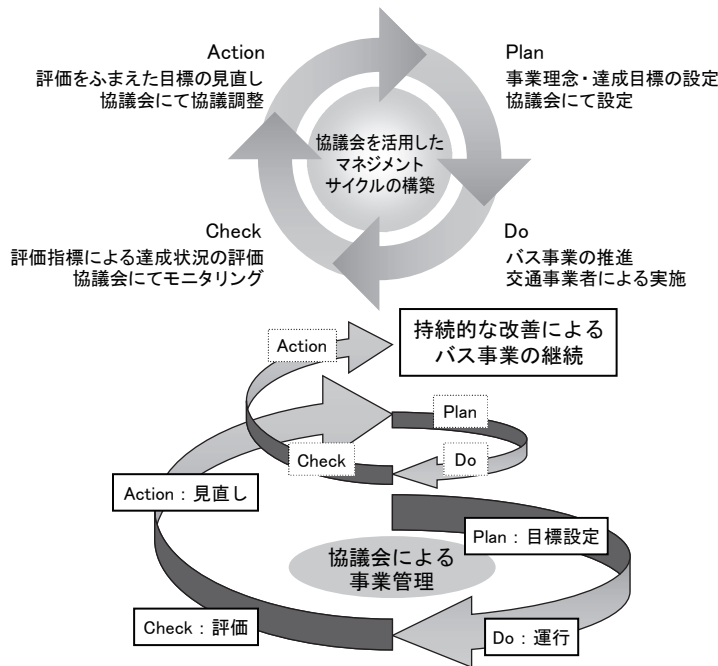 Action
評価をふまえた目標の見直し
協議会にて協議調整
Plan
事業理念・達成目標の設定
協議会にて設定
協議会を活用した
マネジメント
サイクルの構築
Check
評価指標による達成状況の評価
協議会にてモニタリング
Do
バス事業の推進
交通事業者による実施
持続的な改善による
バス事業の継続
Action
Plan
Check
Do
Action：見直し
Plan：目標設定
協議会による
事業管理
Check：評価
Do：運行